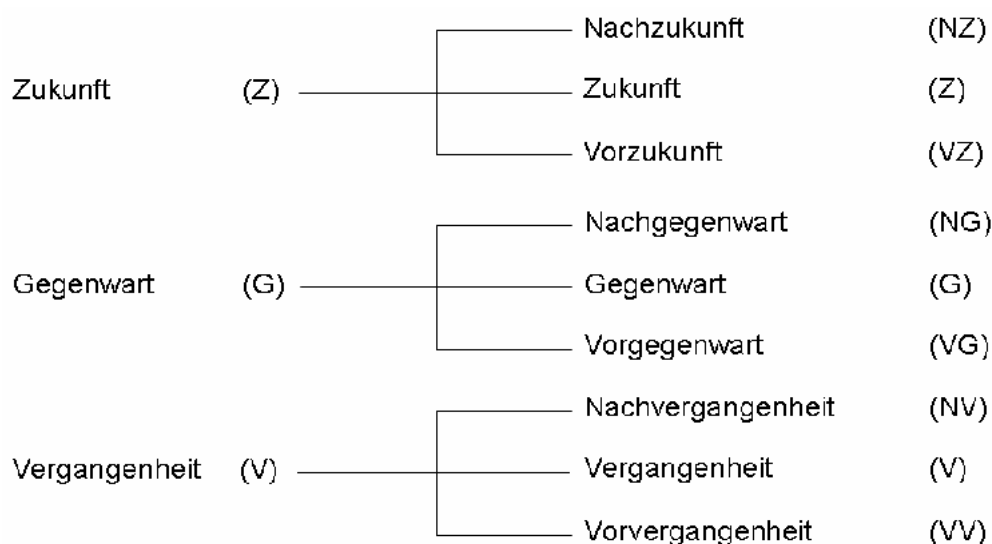 Nachzukunft (NZ)
Zukunft (Z) Zukunft (Z)
Vorzukunft (VZ)
Nachgegenwart (NG)
Gegenwart (G) Gegenwart (G)
Vorgegenwart (VG)
Nachvergangenheit (NV)
Vergangenheit (V) Vergangenheit (V)
Vorvergangenheit (VV)